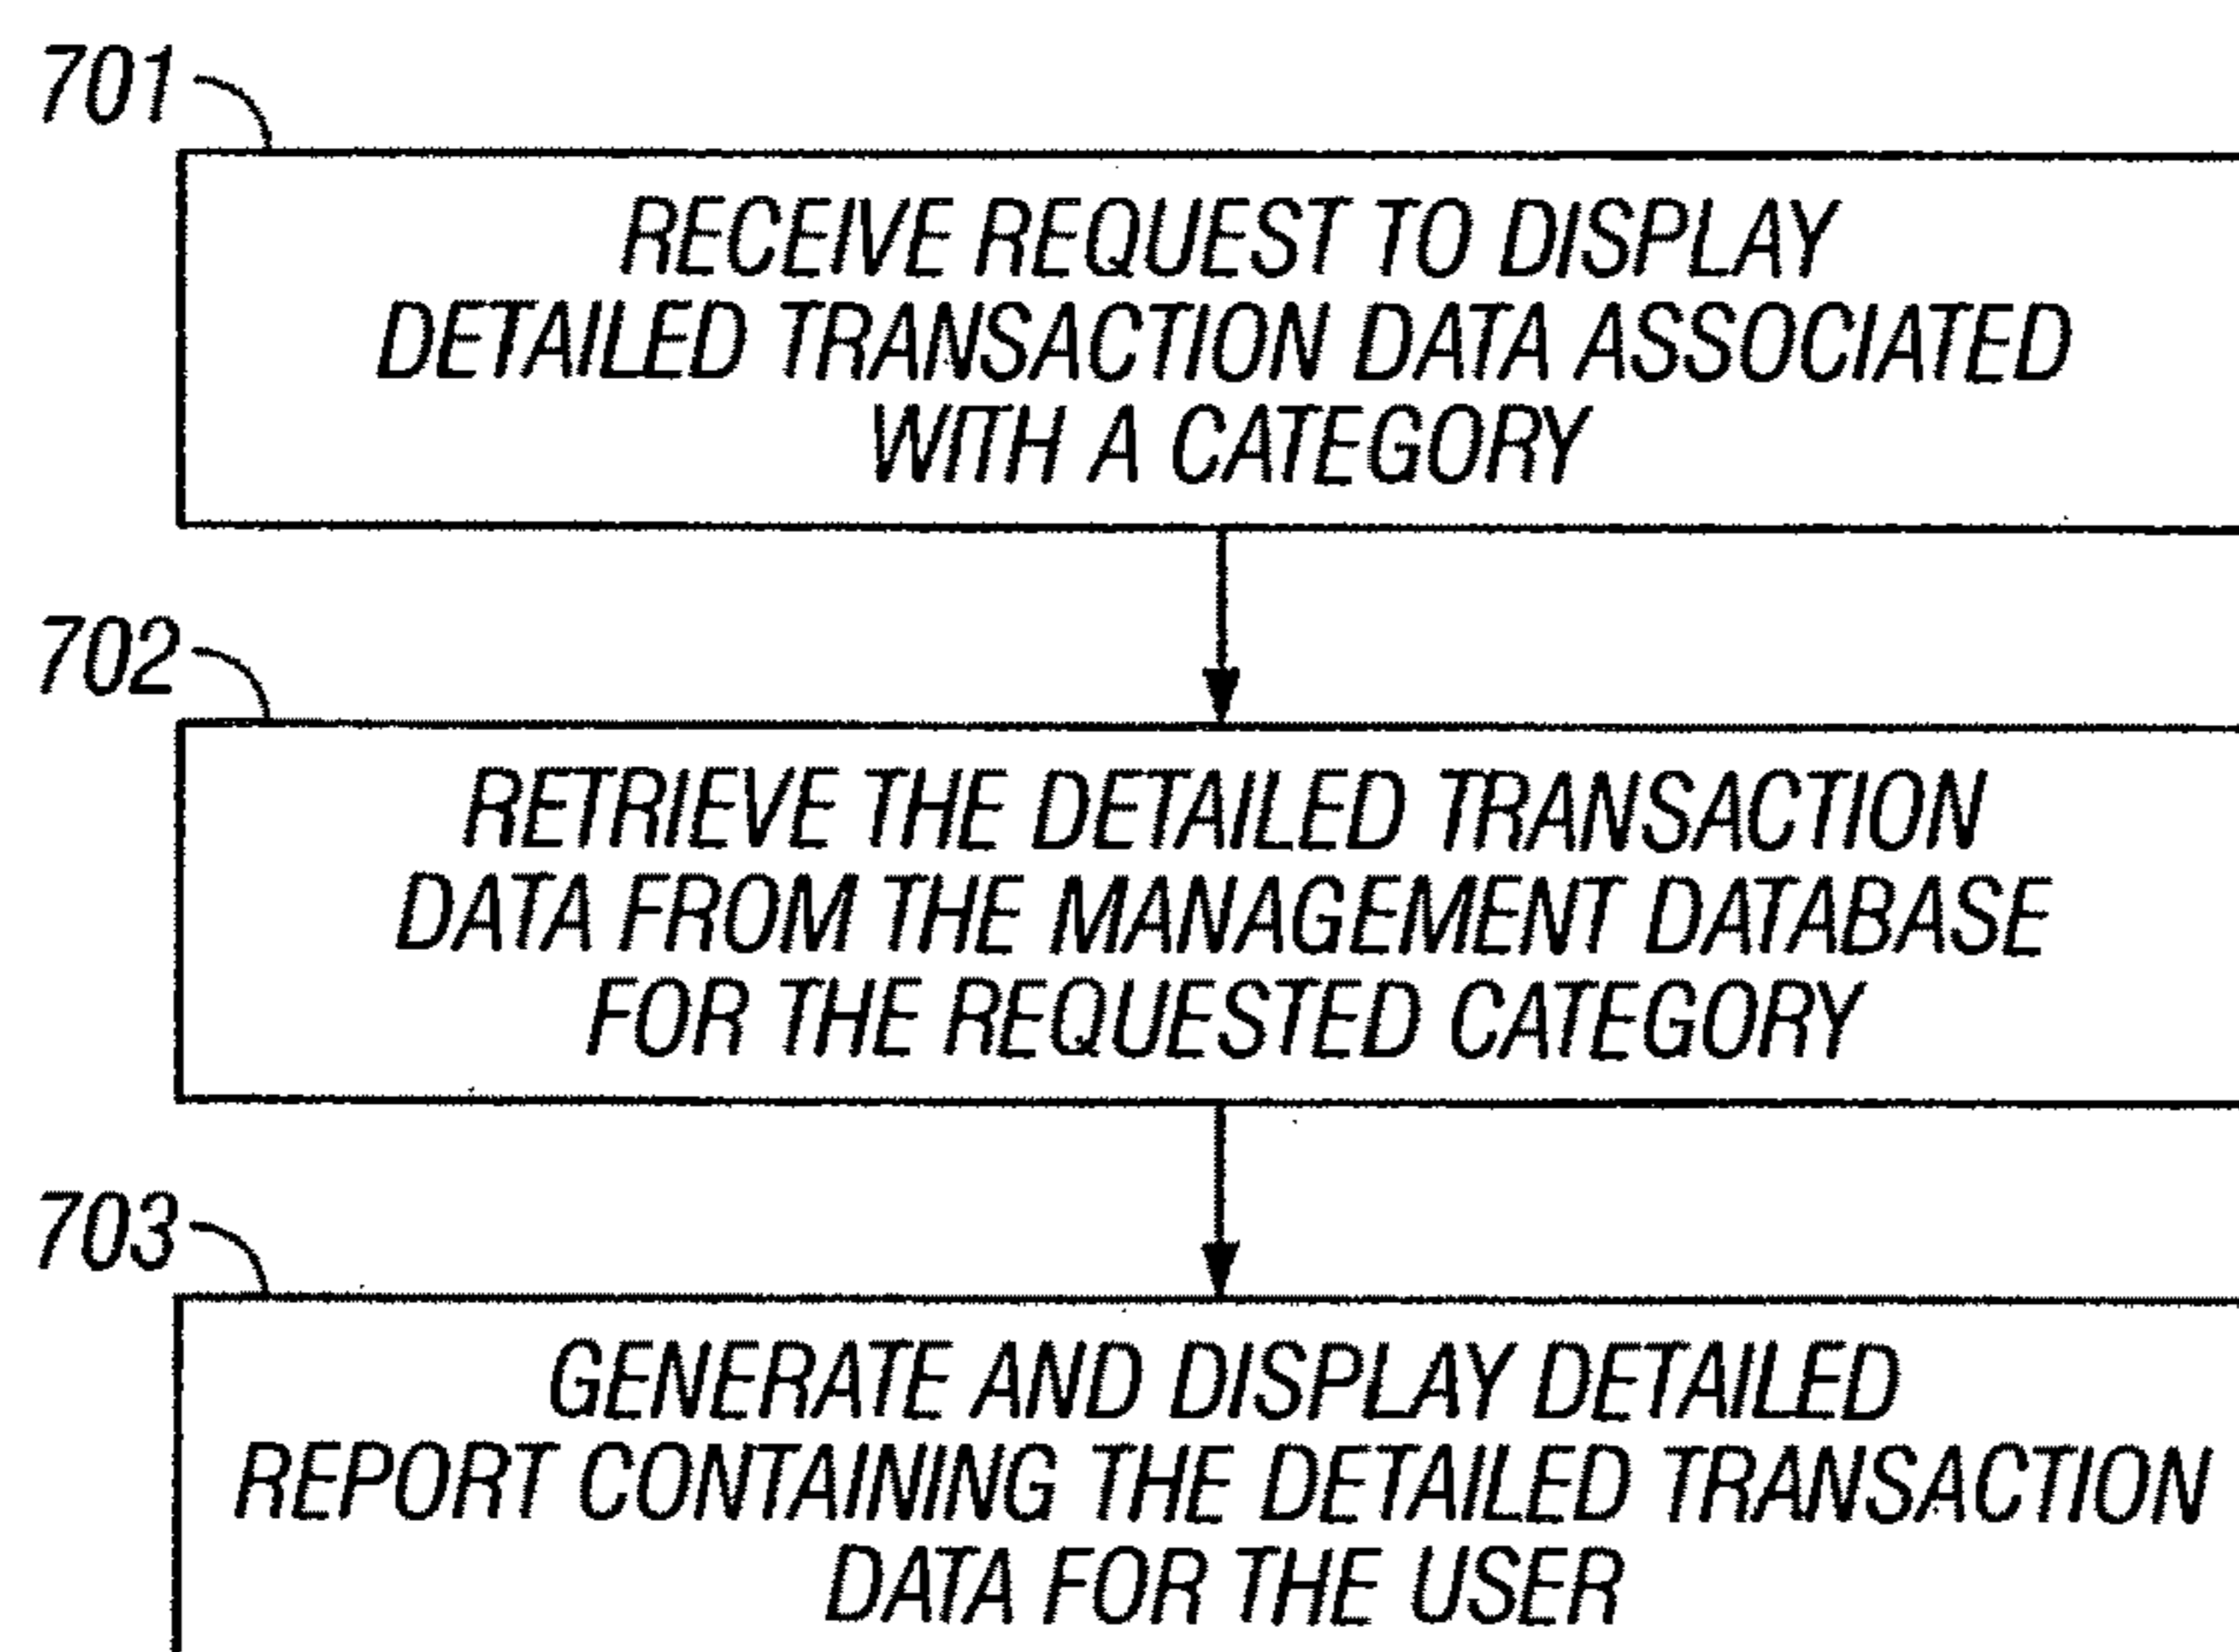 701
RECEIVE REQUEST TO DISPLAY
DETAILED TRANSACTION DATA ASSOCIATED
WITH A CATEGORY
702
RETRIEVE THE DETAILED TRANSACTION
DATA FROM THE MANAGEMENT DATABASE
FOR THE REQUESTED CATEGORY
703
GENERATE AND DISPLAY DETAILED
REPORT CONTAINING THE DETAILED TRANSACTION
DATA FOR THE USER